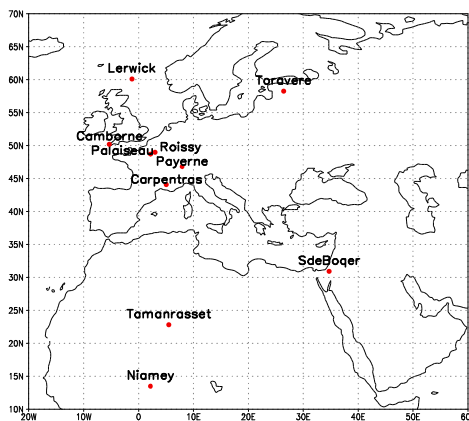 70N
65N
Lerwick
60N
Toravere
55N
Camborne
50N
Palaiseau Roissy
Payerne
45N
Carpentras
40N
35N
SdeBoqer
30N
25N
Tamanrasset
20N
15N
Niamey
10N
20W 10W 0 10E 20E 30E 40E 50E 60E